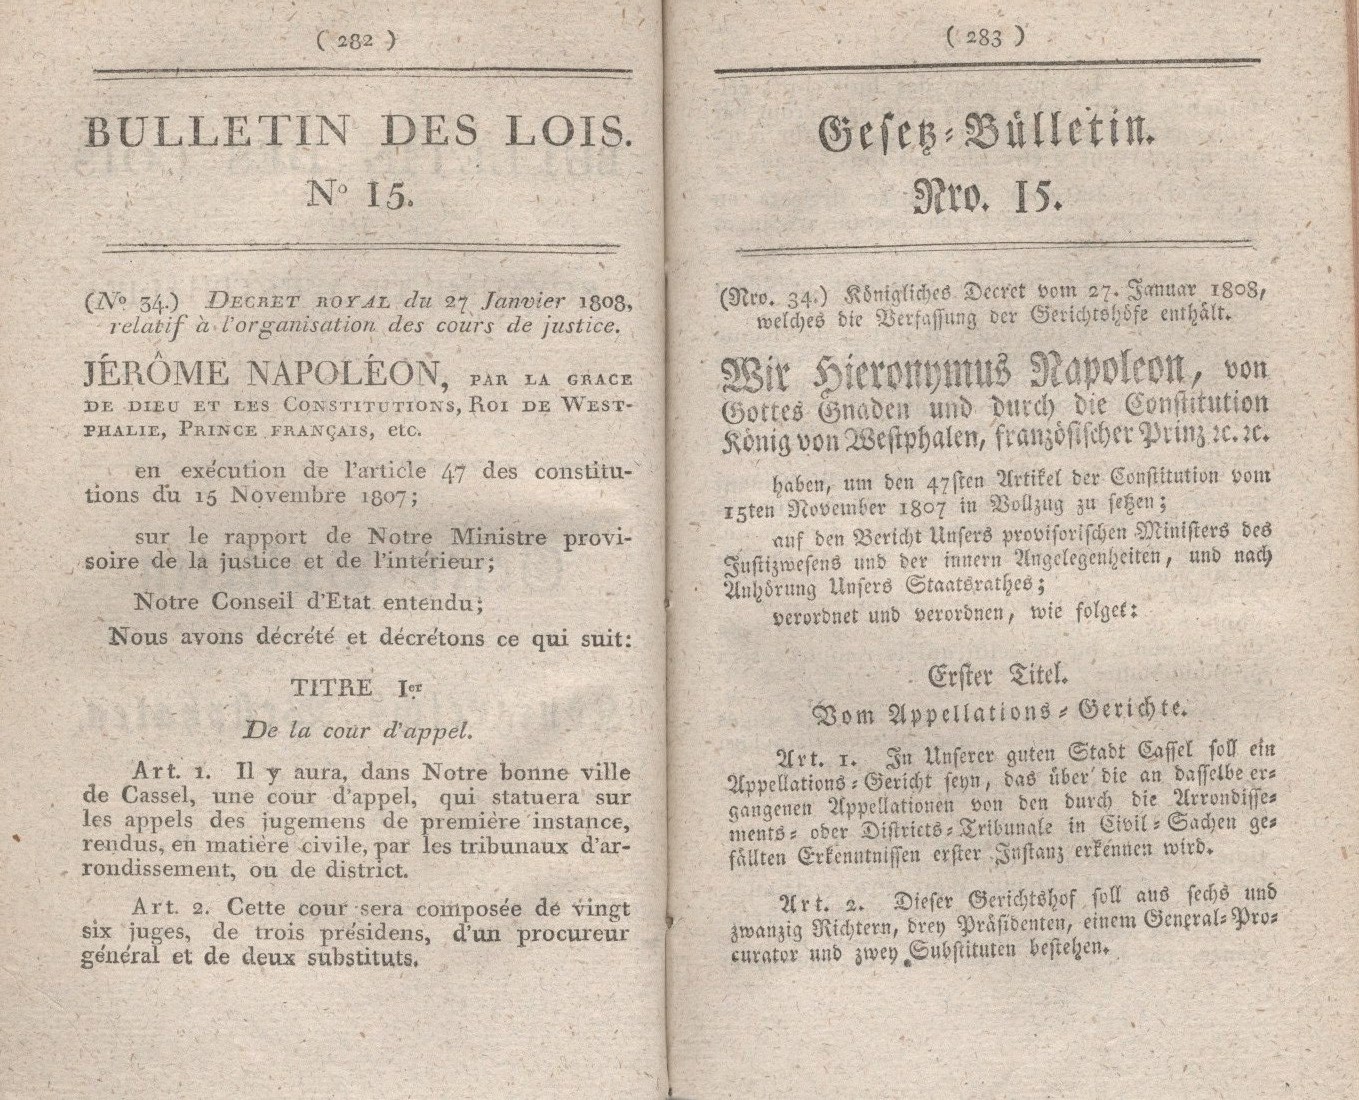 ( 282 )
BULLETIN DES LOIS.
Nº 15.
(Nº 34.) DECRET ROYAL du 27 Janvier 1808,
relatif à l'organisation des cours de justice.
JÉRÔME NAPOLÉON, PAR LA GRACE
DE DIEU ET LES CONSTITUTIONS, ROI DE WEST-
PHALIE, PRINCE FRANÇAIS, etc.
en exécution de l'article 47 des constitu-
tions du 15 Novembre 1807;
sur le rapport de Notre Ministre provi-
soire de la justice et de l'intérieur;
Notre Conseil d'Etat entendu;
Nous avons décrété et décrétons ce qui suit:
TITRE Ier
De la cour d'appel.
Art. 1. Il y aura, dans Notre bonne ville
de Cassel, une cour d'appel, qui statuera sur
les appels des jugemens de première instance,
rendus, en matière civile, par les tribunaux d'ar-
rondissement, ou de district.
Art. 2. Cette cour sera composée de vingt
six juges, de trois présidens, d'un procureur
général et de deux substituts.
( 283 )
Gesetz-Bülletin.
Nro. 15.
(Nro. 34.) Königliches Decret vom 27. Januar 1808,
welches die Verfassung der Gerichtshöfe enthält.
Wir Hieronymus Napoleon, von
Gottes Gnaden und durch die Constitution
König von Westphalen, französischer Prinz ꝛc. ꝛc.
haben, um den 47sten Artikel der Constitution vom
15ten November 1807 in Vollzug zu setzen;
auf den Bericht Unsers provisorischen Ministers des
Justizwesens und der innern Angelegenheiten, und nach
Anhörung Unsers Staatsrathes;
verordnet und verordnen, wie folget:
Erster Titel.
Vom Appellations-Gerichte.
Art. 1. In Unserer guten Stadt Cassel soll ein
Appellations-Gericht seyn, das über die an dasselbe er-
gangenen Appellationen von den durch die Arrondisse-
ments- oder Districts-Tribunale in Civil-Sachen ge-
fällten Erkenntnissen erster Instanz erkennen wird.
Art. 2. Dieser Gerichtshof soll aus sechs und
zwanzig Richtern, drey Präsidenten, einem General-Pro-
curator und zwey Substituten bestehen.